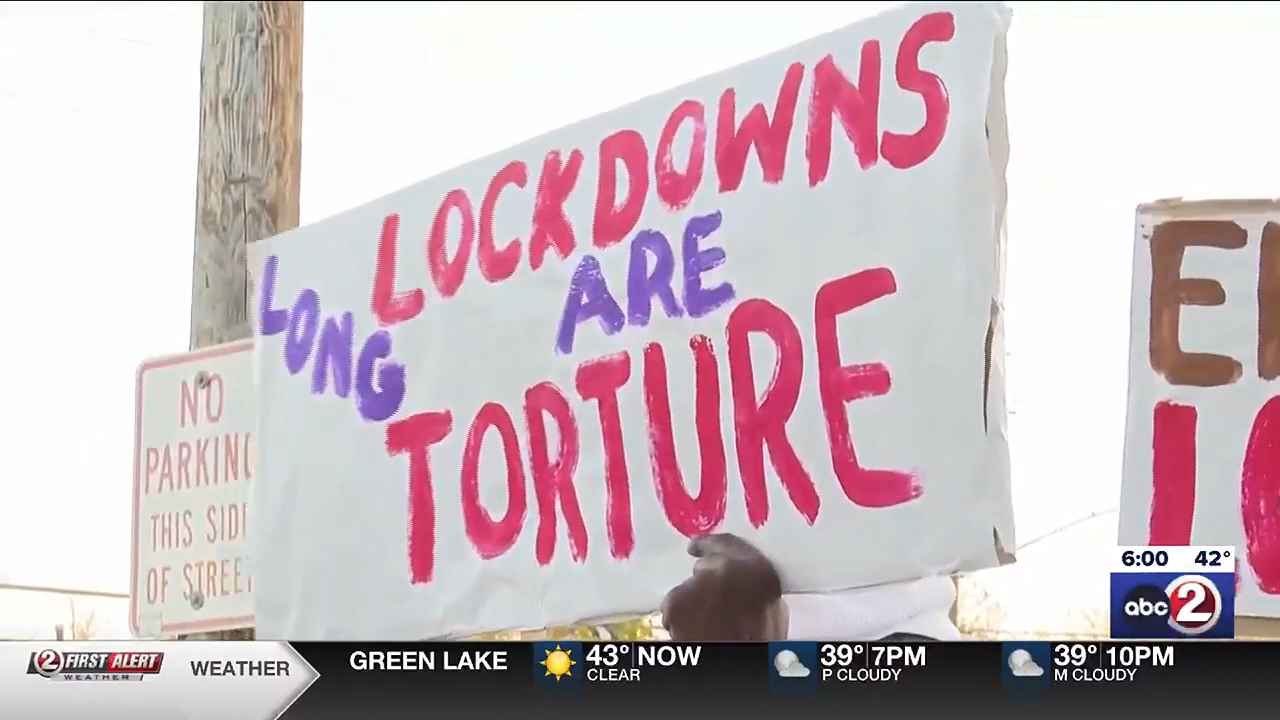 LOCKDOWNS
LONG
ARE
TORTURE
NO
PARKING
THIS SIDE
OF STREET
6:00 42°
abc 2
2 FIRST ALERT
WEATHER
WEATHER
GREEN LAKE
43° NOW
CLEAR
39° 7PM
P CLOUDY
39° 10PM
M CLOUDY